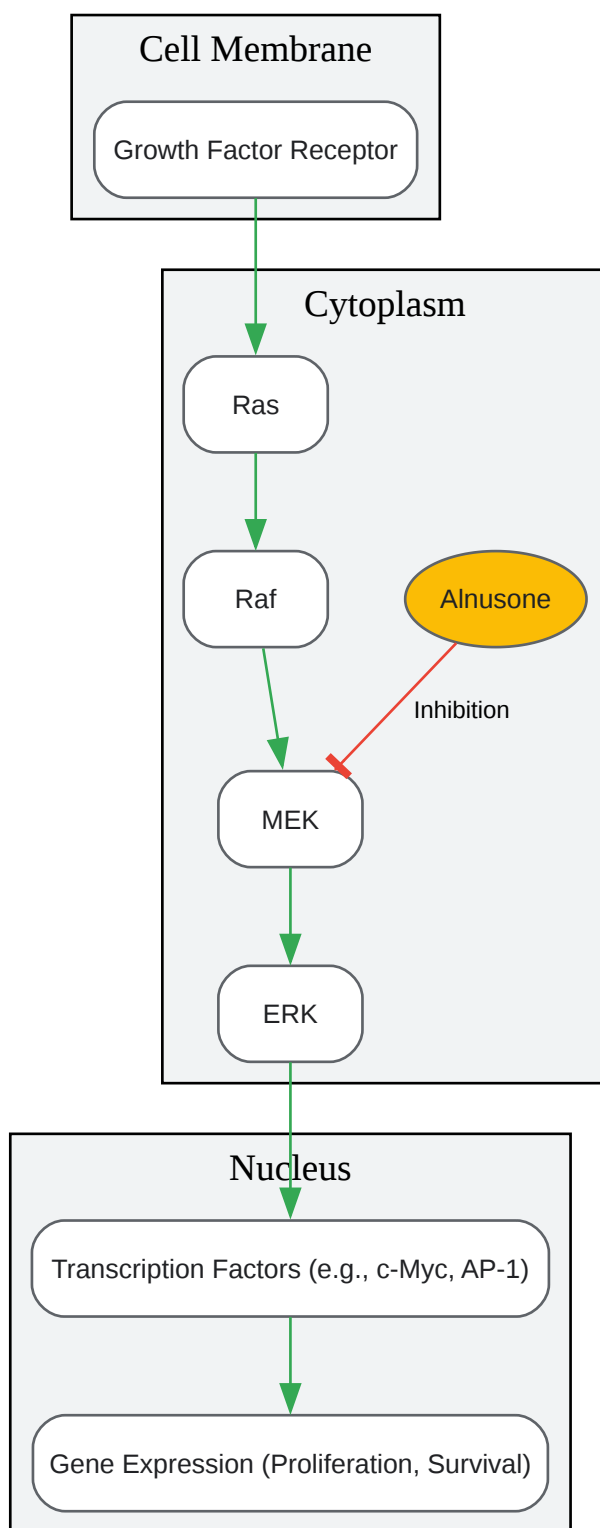 Cell Membrane
Growth Factor Receptor
Cytoplasm
Ras
Raf
Alnusone
Inhibition
MEK
ERK
Nucleus
Transcription Factors (e.g., c-Myc, AP-1)
Gene Expression (Proliferation, Survival)